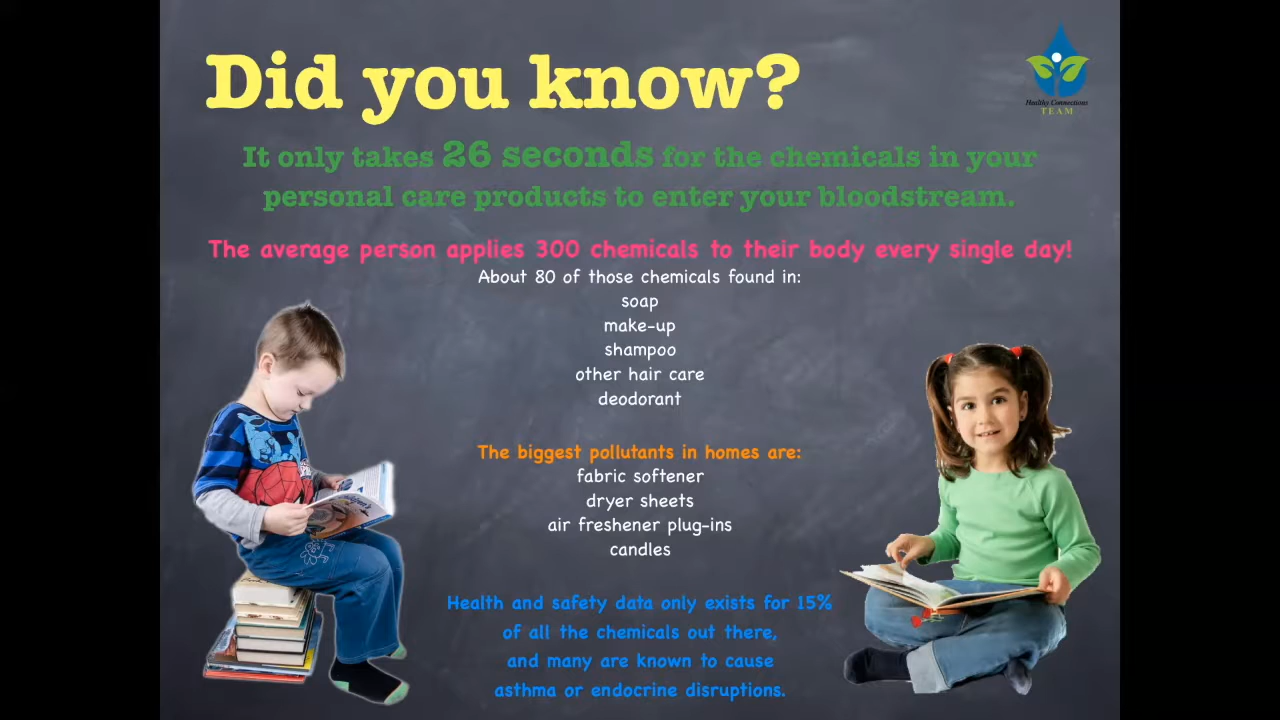 Did you know?
Healthy Connections
TEAM
It only takes 26 seconds for the chemicals in your
personal care products to enter your bloodstream.
The average person applies 300 chemicals to their body every single day!
About 80 of those chemicals found in:
soap
make-up
shampoo
other hair care
deodorant
The biggest pollutants in homes are:
fabric softener
dryer sheets
air freshener plug-ins
candles
Health and safety data only exists for 15%
of all the chemicals out there,
and many are known to cause
asthma or endocrine disruptions.